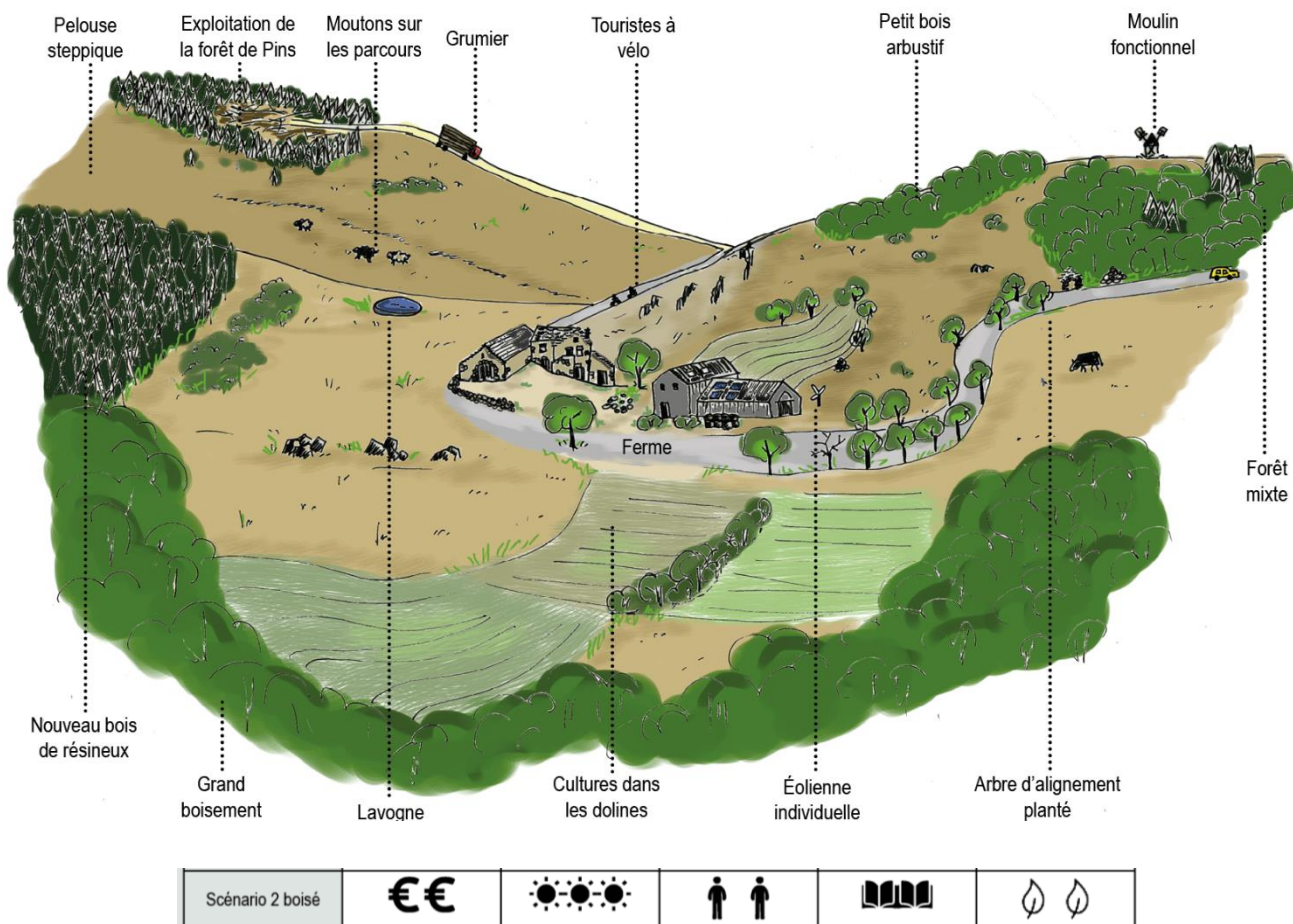 Pelouse
steppique
Exploitation de
la forêt de Pins
Moutons sur
les parcours
Grumier
Touristes à
vélo
Petit bois
arbustif
Moulin
fonctionnel
Ferme
Forêt
mixte
Nouveau bois
de résineux
Grand
boisement
Lavogne
Cultures dans
les dolines
Éolienne
individuelle
Arbre d'alignement
planté
Scénario 2 boisé
€€